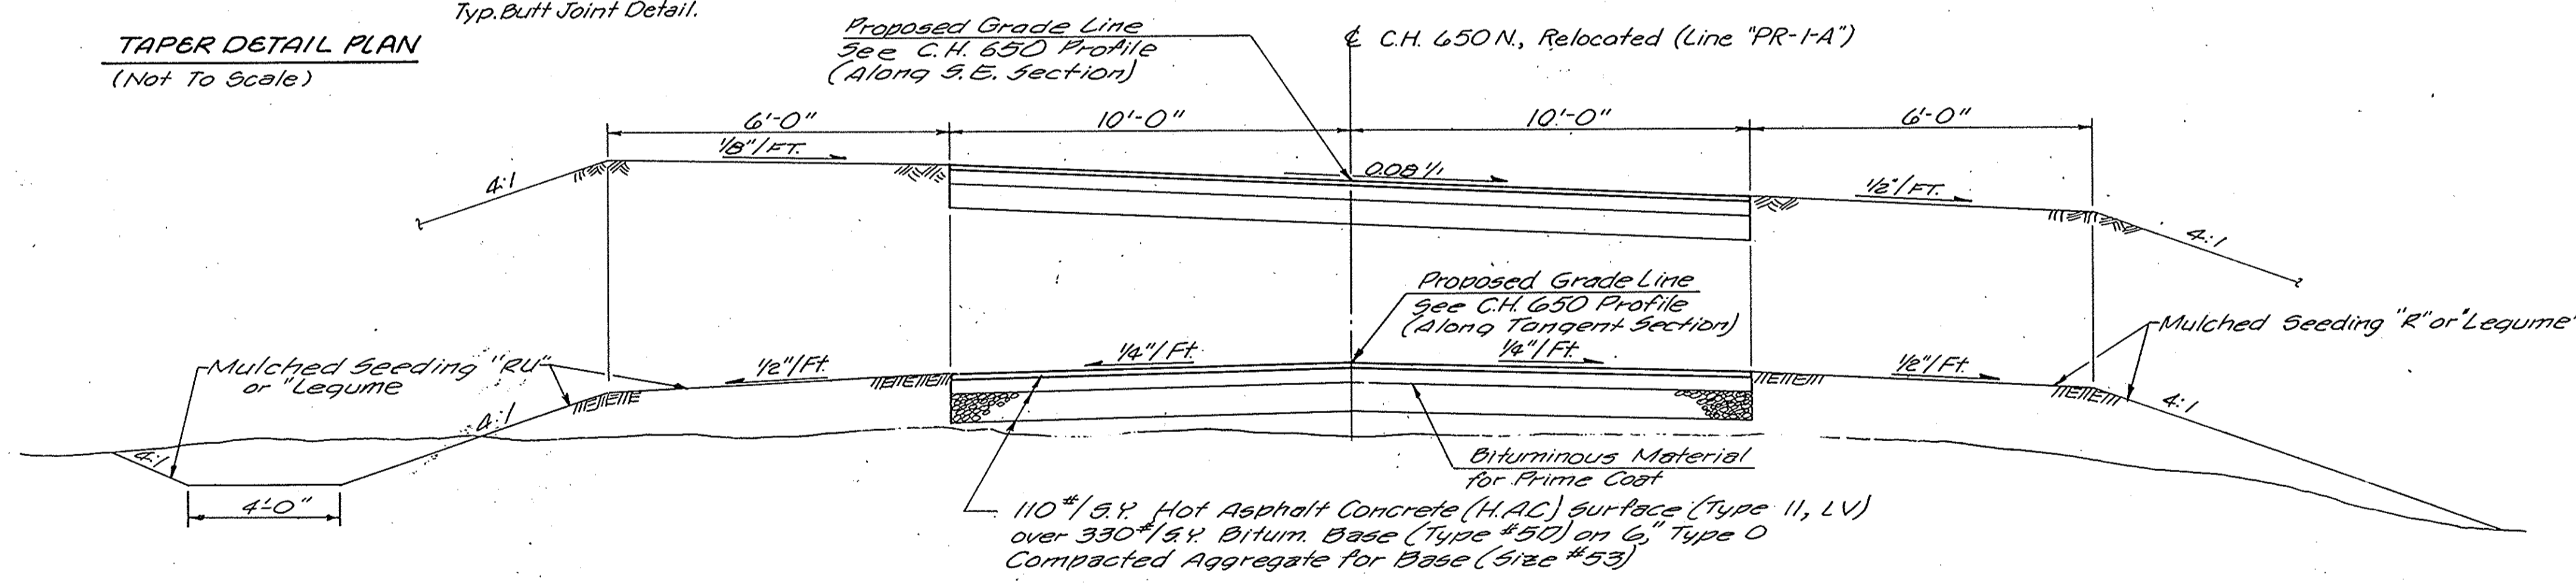 Typ. Butt Joint Detail.
TAPER DETAIL PLAN
(Not To Scale)
Proposed Grade Line
See C.H. 650 Profile
(Along S.E. Section)
℄ C.H. 650 N., Relocated (Line "PR-1-A")
6'-0"
10'-0"
10'-0"
6'-0"
1/8"/FT.
4:1
0.08 1/1
1/2"/FT.
4:1
Proposed Grade Line
See C.H. 650 Profile
(Along Tangent Section)
Mulched Seeding "R" or "Legume"
Mulched Seeding "RU"
or "Legume
1/2"/Ft.
1/4"/Ft.
1/4"/Ft.
1/2"/Ft.
4:1
4:1
4:1
4'-0"
Bituminous Material
for Prime Coat
110#/S.Y. Hot Asphalt Concrete (H.A.C.) Surface (Type 11, LV)
over 330#/S.Y. Bitum. Base (Type #5D) on 6," Type O
Compacted Aggregate for Base (Size #53)